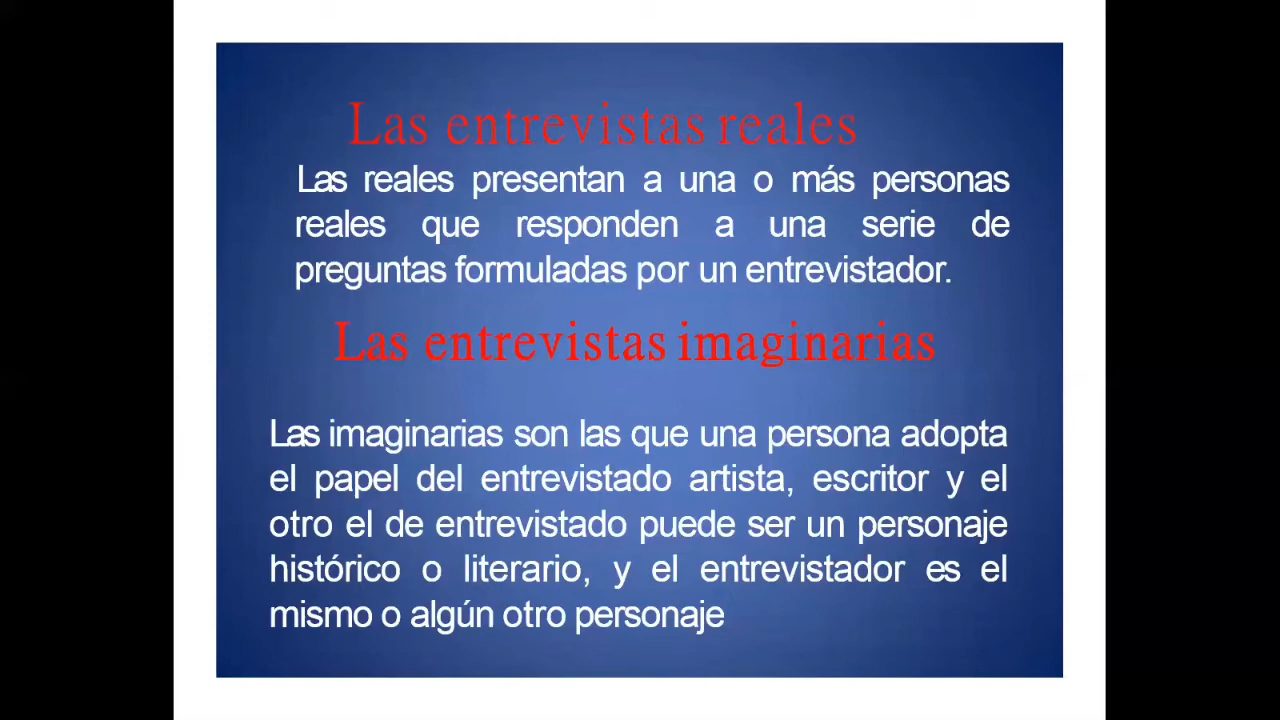 Las entrevistas reales
Las reales presentan a una o más personas
reales que responden a una serie de
preguntas formuladas por un entrevistador.
Las entrevistas imaginarias
Las imaginarias son las que una persona adopta
el papel del entrevistado artista, escritor y el
otro el de entrevistado puede ser un personaje
histórico o literario, y el entrevistador es el
mismo o algún otro personaje